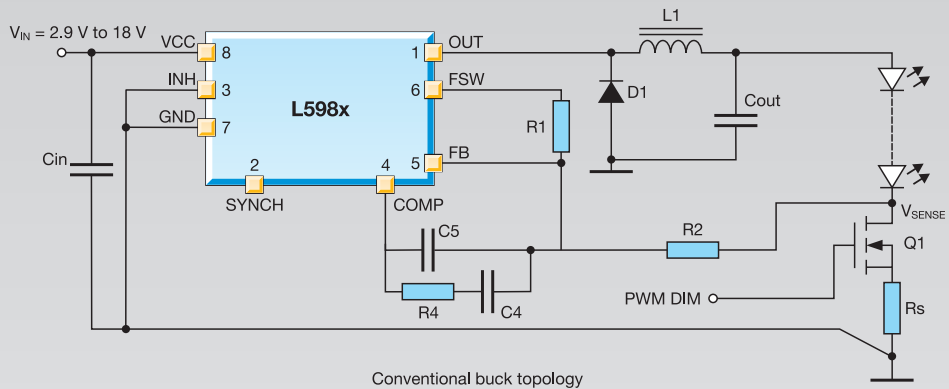 V_IN = 2.9 V to 18 V
VCC
8
INH
3
GND
7
L598x
1
OUT
6
FSW
5
FB
2
SYNCH
4
COMP
Cin
L1
D1
Cout
R1
C5
R4
C4
R2
V_SENSE
Q1
PWM DIM
Rs
Conventional buck topology